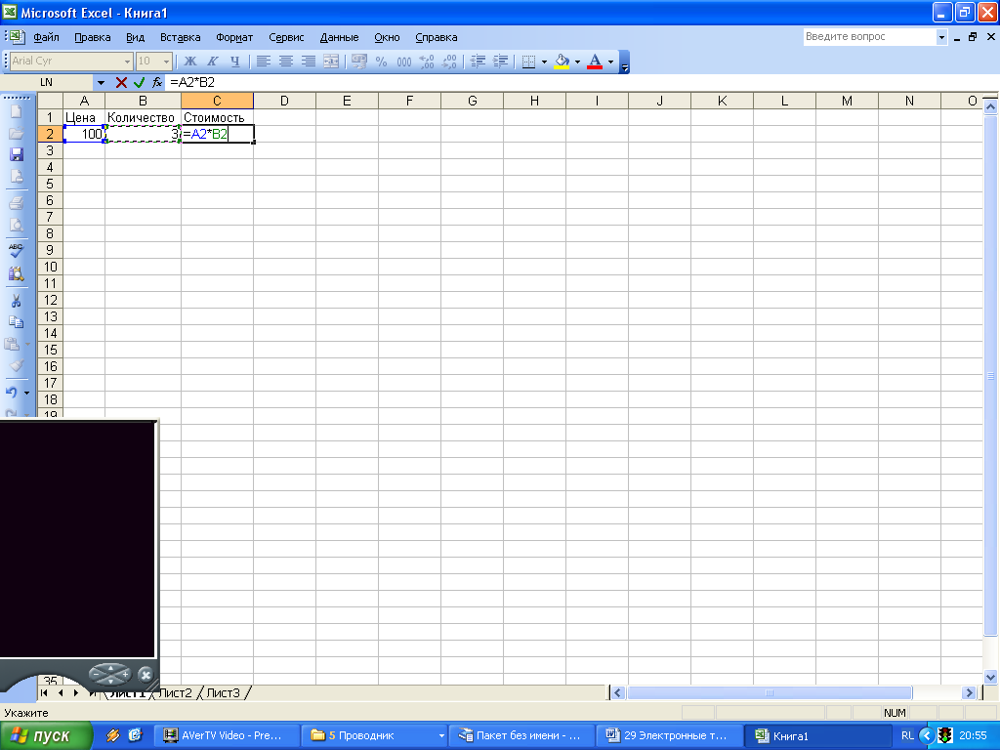 Microsoft Excel - Книга1
Файл Правка Вид Вставка Формат Сервис Данные Окно Справка Введите вопрос
Arial Cyr 10 Ж К Ч % 000 A
LN =A2*B2
A B C D E F G H I J K L M N O
1 Цена Количество Стоимость
2 100 3 =A2*B2
3
4
5
6
7
8
9
10
11
12
13
14
15
16
17
18
19
35
Лист1 Лист2 Лист3
Укажите NUM
пуск AVerTV Video - Pre... 5 Проводник Пакет без имени - ... 29 Электронные т... Книга1 RL 20:55